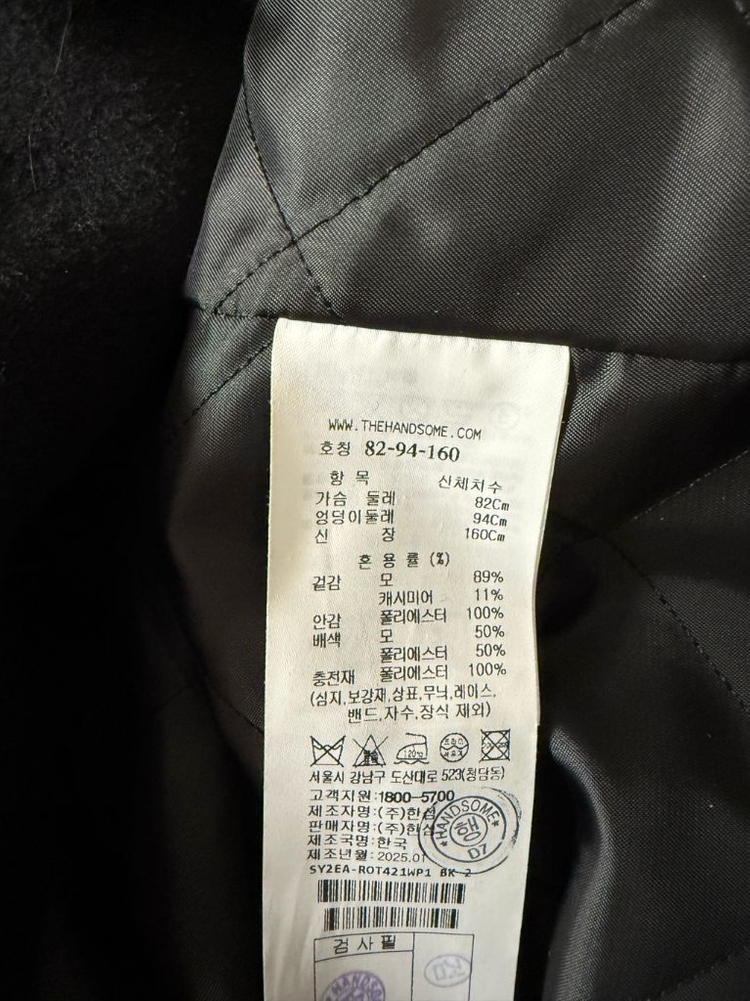 WWW.THEHANDSOME.COM
호칭 82-94-160
항 목 신체치수
가슴 둘레 82Cm
엉덩이둘레 94Cm
신 장 160Cm
혼 용 률 (%)
겉감 모 89%
캐시미어 11%
안감 폴리에스터 100%
배색 모 50%
폴리에스터 50%
충전재 폴리에스터 100%
(심지,보강재,상표,무늬,레이스,
밴드,자수,장식 제외)
120℃ 드라이
서울시 강남구 도산대로 523(청담동)
고객지원:1800-5700
제조자명:(주)한섬
판매자명:(주)한섬
제조국명:한국
제조년월:2025.01
HANDSOME
행
D7
SY2EA-ROT421WP1 BK 2
검 사 필
HANDSOME